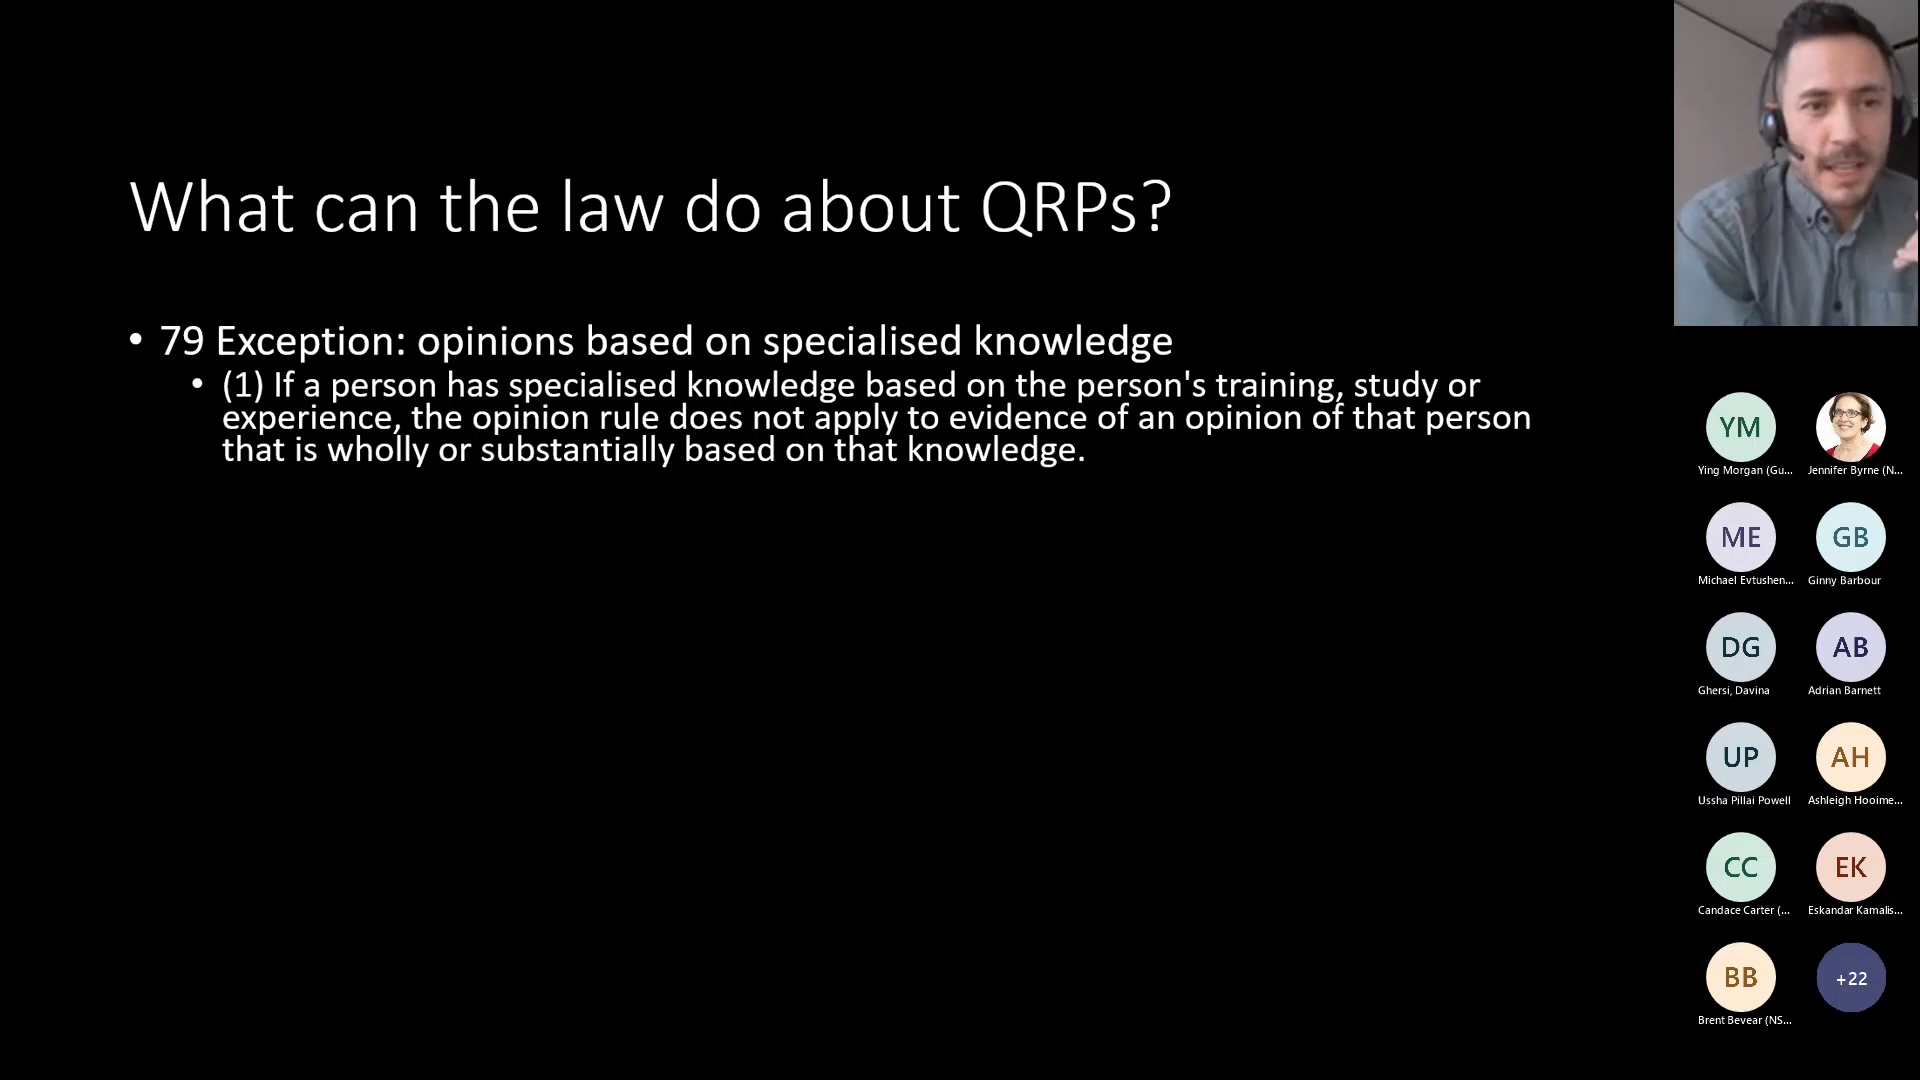 What can the law do about QRPs?
• 79 Exception: opinions based on specialised knowledge
• (1) If a person has specialised knowledge based on the person's training, study or
experience, the opinion rule does not apply to evidence of an opinion of that person
that is wholly or substantially based on that knowledge.
YM
Ying Morgan (Gu...
Jennifer Byrne (N...
ME
Michael Evtushen...
GB
Ginny Barbour
DG
Ghersi, Davina
AB
Adrian Barnett
UP
Ussha Pillai Powell
AH
Ashleigh Hooime...
CC
Candace Carter (...
EK
Eskandar Kamalis...
BB
Brent Bevear (NS...
+22